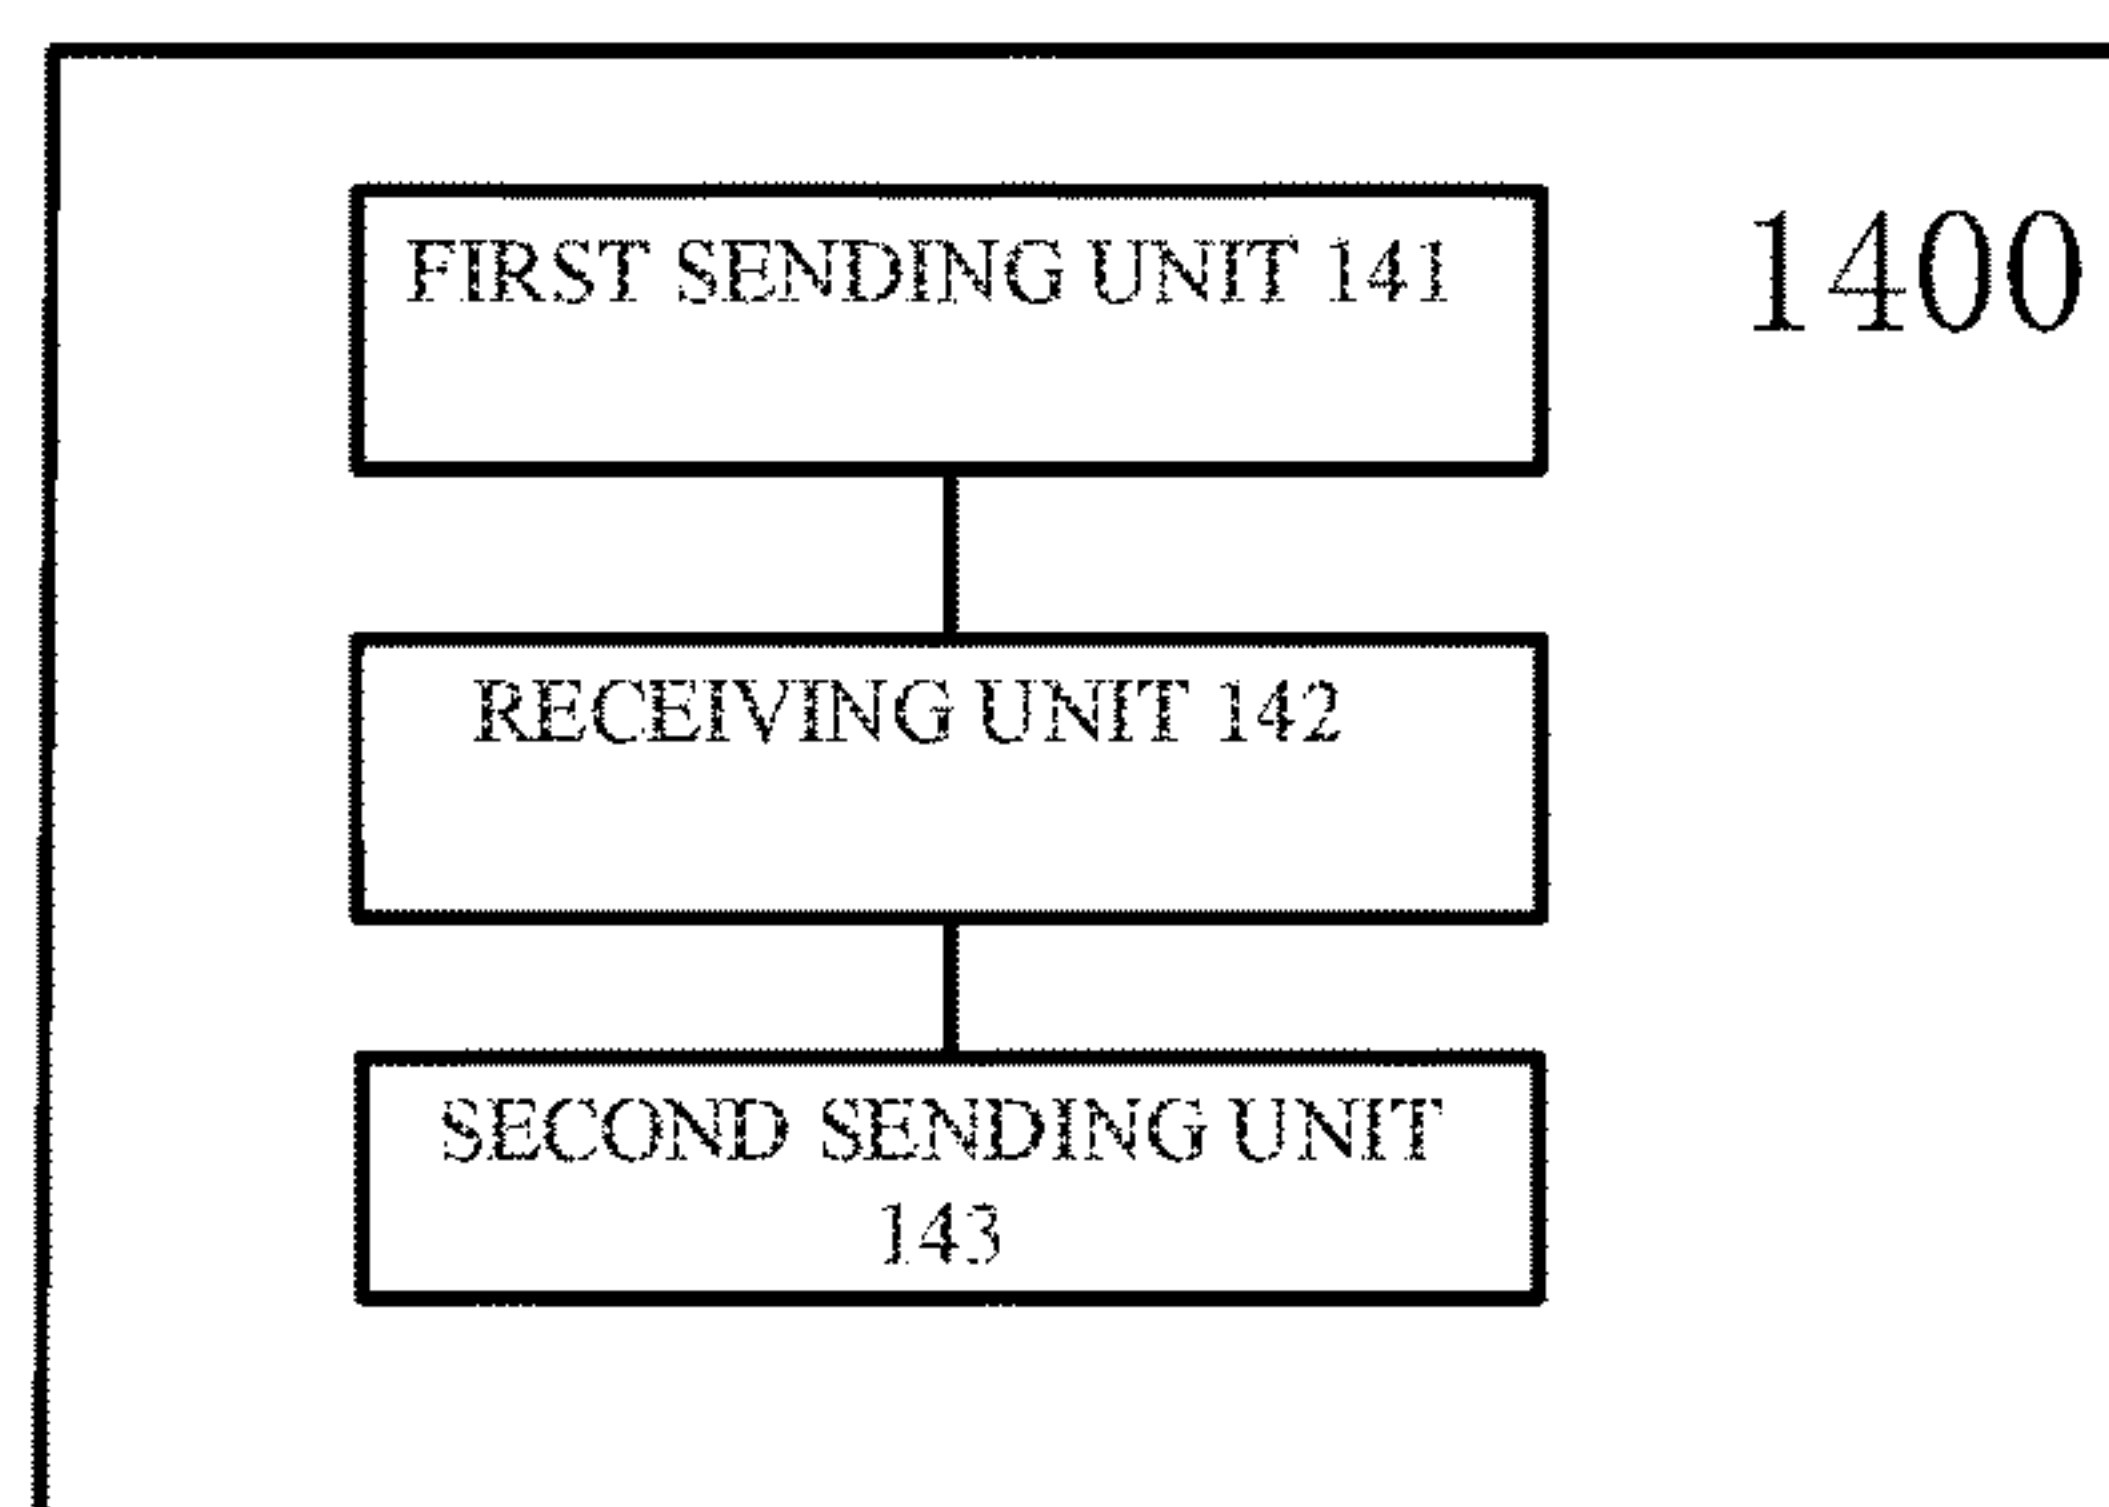 FIRST SENDING UNIT 141
1400
RECEIVING UNIT 142
SECOND SENDING UNIT
143